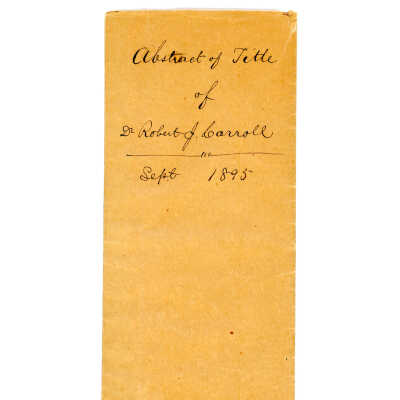 Abstract of Title
of
Dr Robert J Carroll
Sept 1895